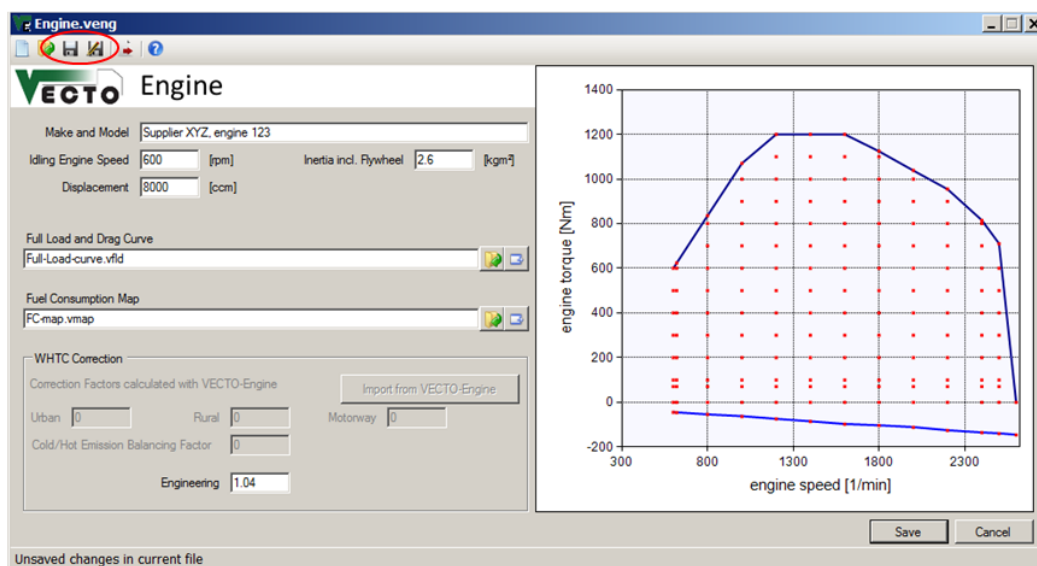 Engine.veng
VECTO Engine
Make and Model Supplier XYZ, engine 123
Idling Engine Speed 600 [rpm] Inertia incl. Flywheel 2.6 [kgm²]
Displacement 8000 [ccm]
Full Load and Drag Curve
Full-Load-curve.vfld
Fuel Consumption Map
FC-map.vmap
WHTC Correction
Correction Factors calculated with VECTO-Engine Import from VECTO-Engine
Urban 0 Rural 0 Motorway 0
Cold/Hot Emission Balancing Factor 0
Engineering 1.04
engine torque [Nm]
1400
1200
1000
800
600
400
200
0
-200
300 800 1300 1800 2300
engine speed [1/min]
Save Cancel
Unsaved changes in current file